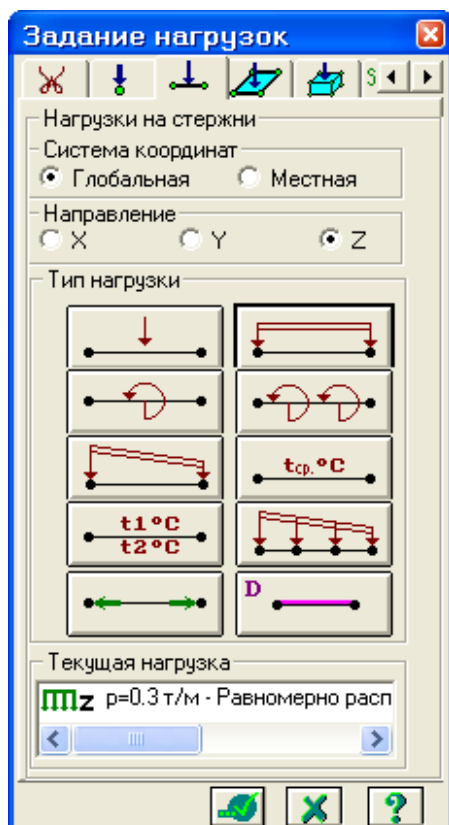 Задание нагрузок
S
Нагрузки на стержни
Система координат
Глобальная Местная
Направление
X Y Z
Тип нагрузки
tср.°C
t1°C
t2°C
D
Текущая нагрузка
z p=0.3 т/м - Равномерно расп
?